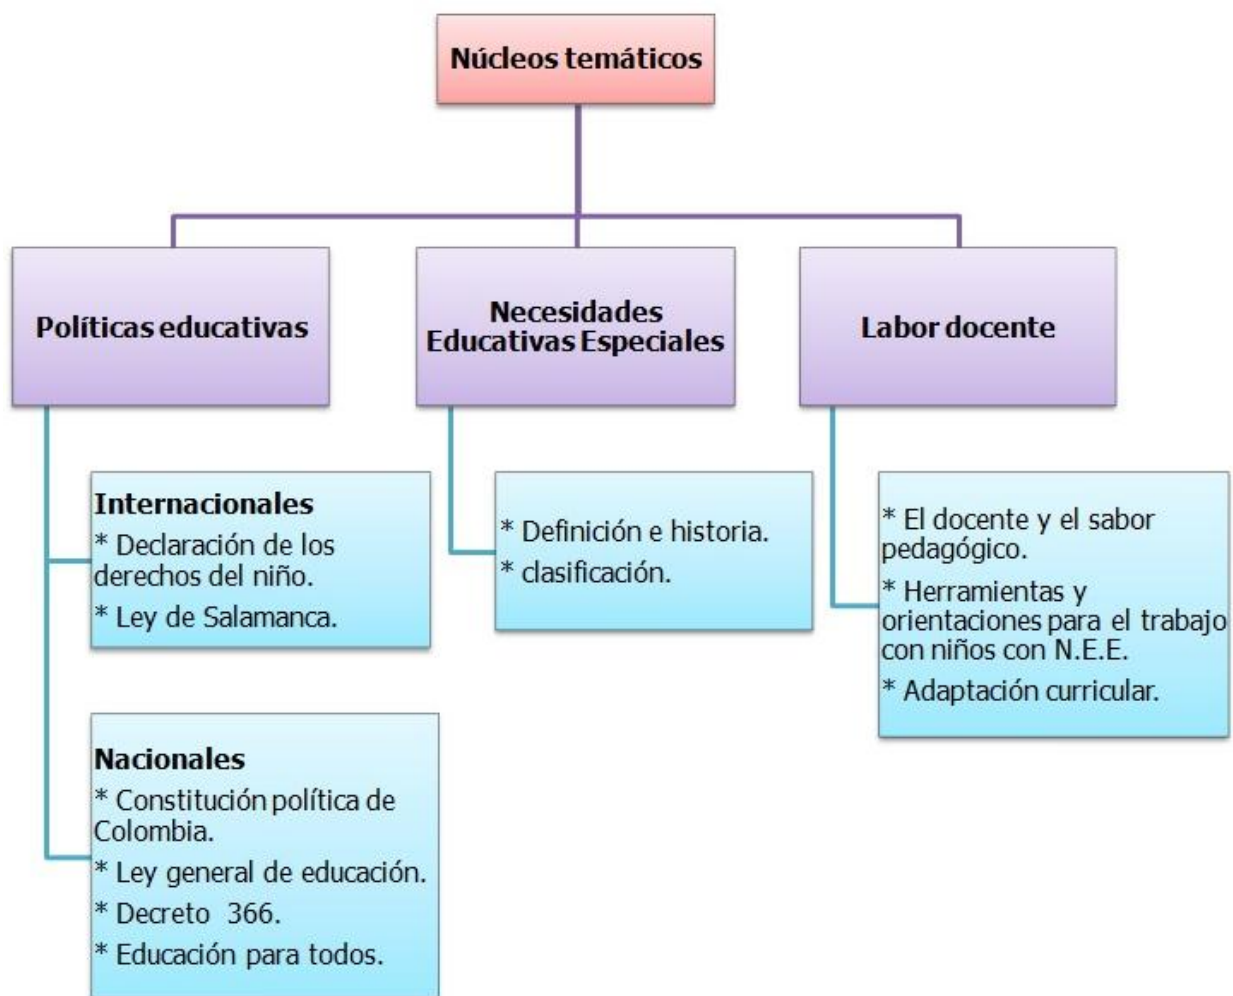 Núcleos temáticos
Políticas educativas
Necesidades
Educativas Especiales
Labor docente
Internacionales
* Declaración de los
derechos del niño.
* Ley de Salamanca.
Nacionales
* Constitución política de
Colombia.
* Ley general de educación.
* Decreto 366.
* Educación para todos.
* Definición e historia.
* clasificación.
* El docente y el sabor
pedagógico.
* Herramientas y
orientaciones para el trabajo
con niños con N.E.E.
* Adaptación curricular.